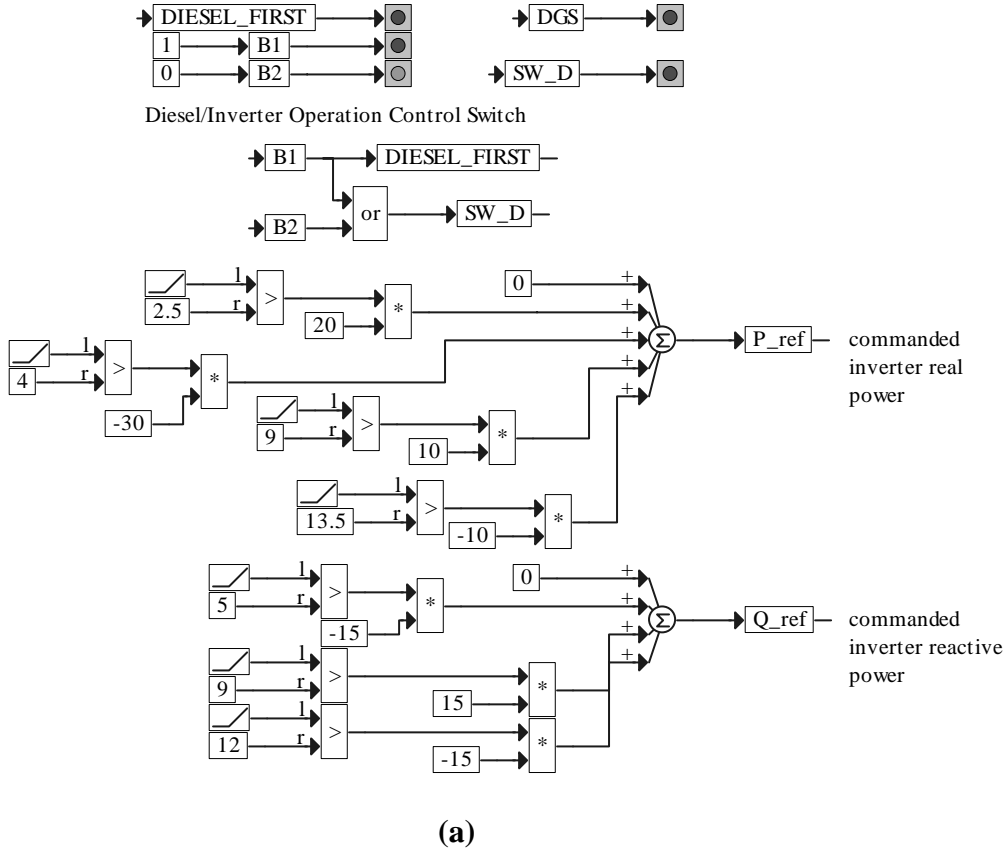 DIESEL_FIRST
DGS
1
B1
0
B2
SW_D
Diesel/Inverter Operation Control Switch
B1
DIESEL_FIRST
or
SW_D
B2
l
>
0
+
2.5
r
20
*
+
l
>
*
+
Σ
P_ref
commanded
inverter real
power
4
r
-30
l
>
*
+
9
r
10
+
l
>
*
13.5
r
-10
l
>
*
0
+
5
r
-15
+
Σ
Q_ref
commanded
inverter reactive
power
+
l
>
*
+
9
r
15
l
>
*
12
r
-15
(a)